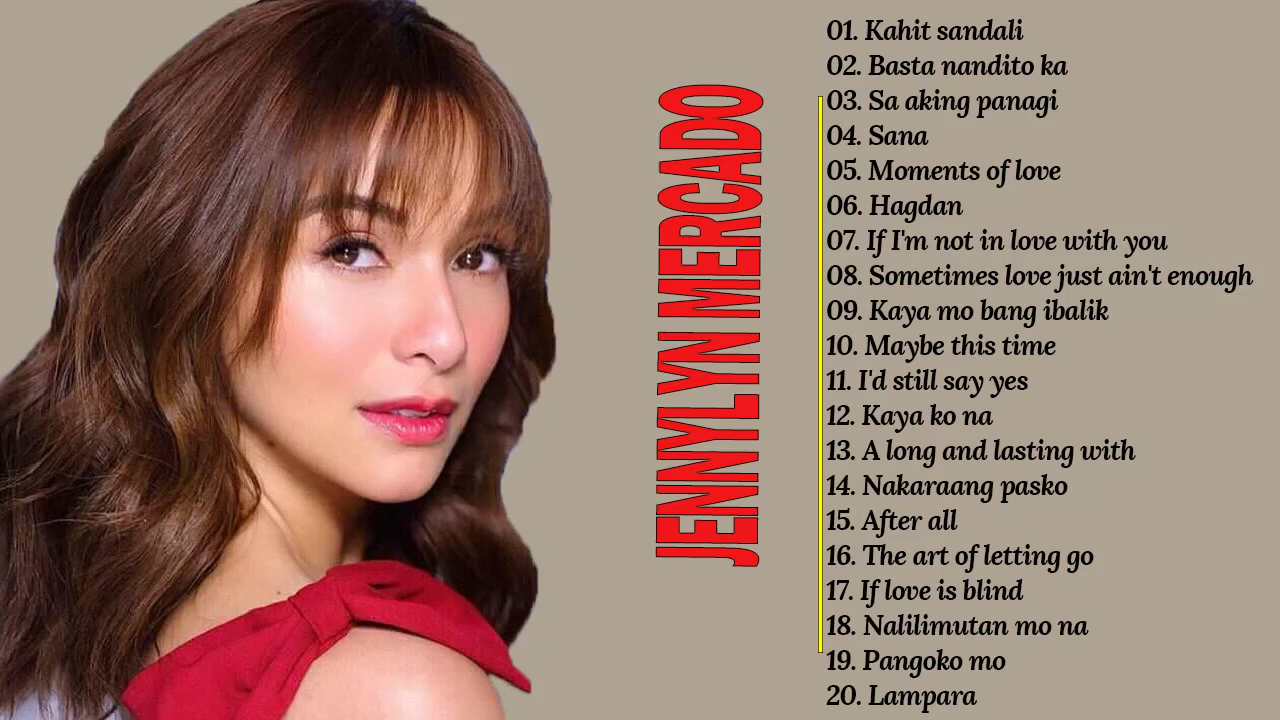 JENNYLYN MERCADO
01. Kahit sandali
02. Basta nandito ka
03. Sa aking panagi
04. Sana
05. Moments of love
06. Hagdan
07. If I'm not in love with you
08. Sometimes love just ain't enough
09. Kaya mo bang ibalik
10. Maybe this time
11. I'd still say yes
12. Kaya ko na
13. A long and lasting with
14. Nakaraang pasko
15. After all
16. The art of letting go
17. If love is blind
18. Nalilimutan mo na
19. Pangoko mo
20. Lampara